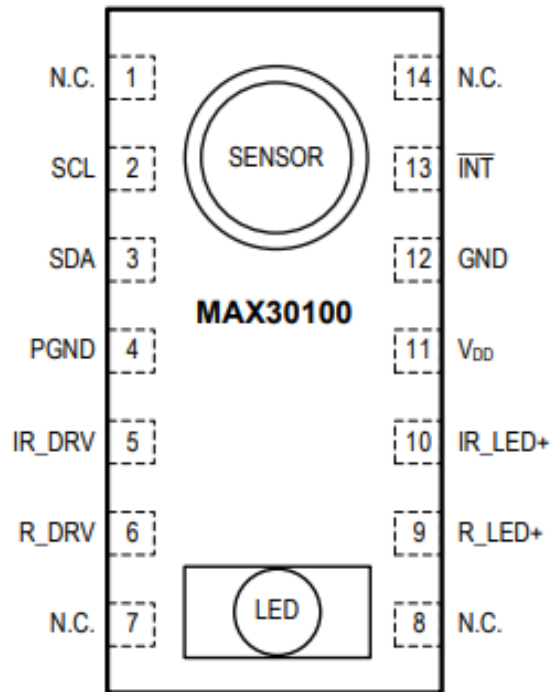 N.C. 1 14 N.C.
SENSOR
SCL 2 13 INT
SDA 3 12 GND
MAX30100
PGND 4 11 VDD
IR_DRV 5 10 IR_LED+
R_DRV 6 9 R_LED+
LED
N.C. 7 8 N.C.